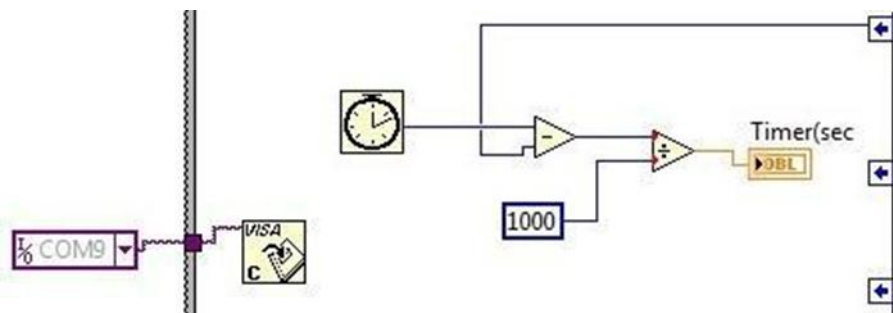 Timer(sec
DBL
1000
VISA
I/O COM9
C